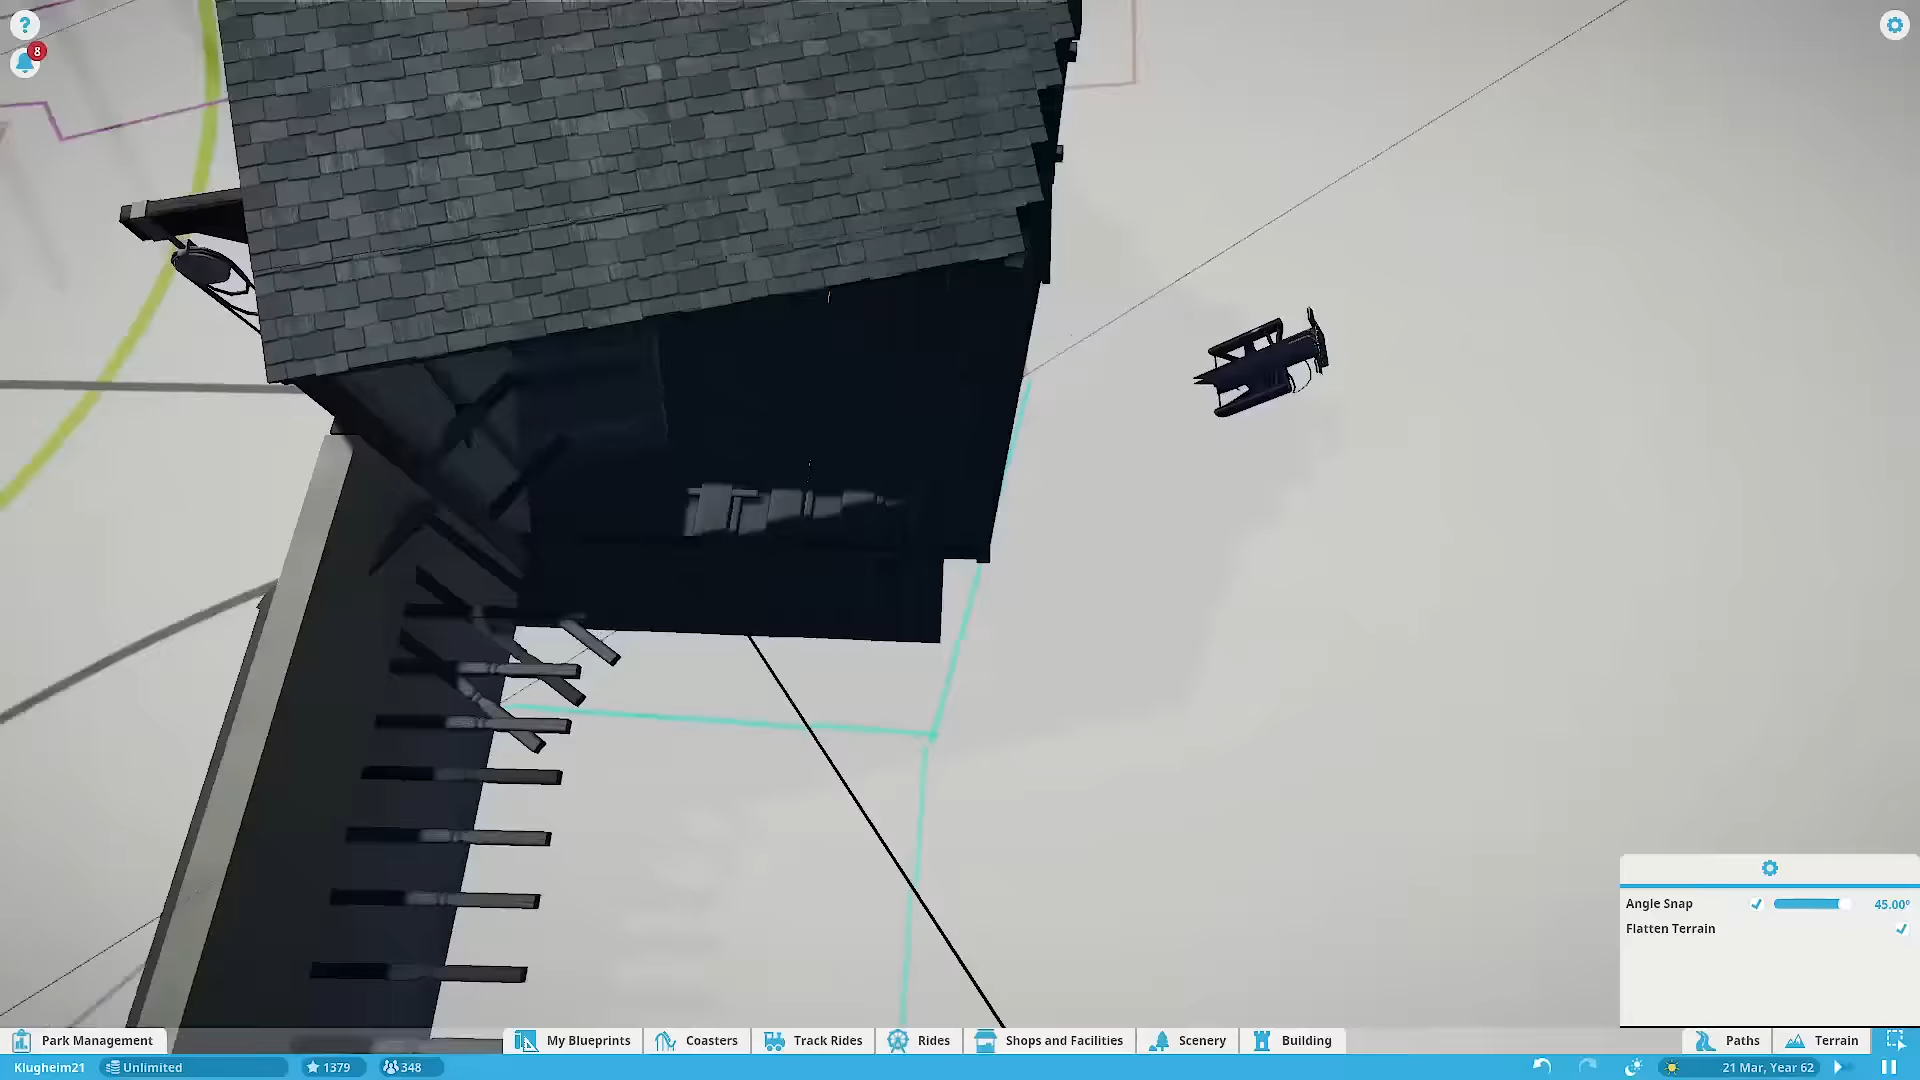 ?
8
Angle Snap 45.00°
Flatten Terrain
Park Management My Blueprints Coasters Track Rides Rides Shops and Facilities Scenery Building Paths Terrain
Klugheim21 Unlimited 1379 348 21 Mar, Year 62